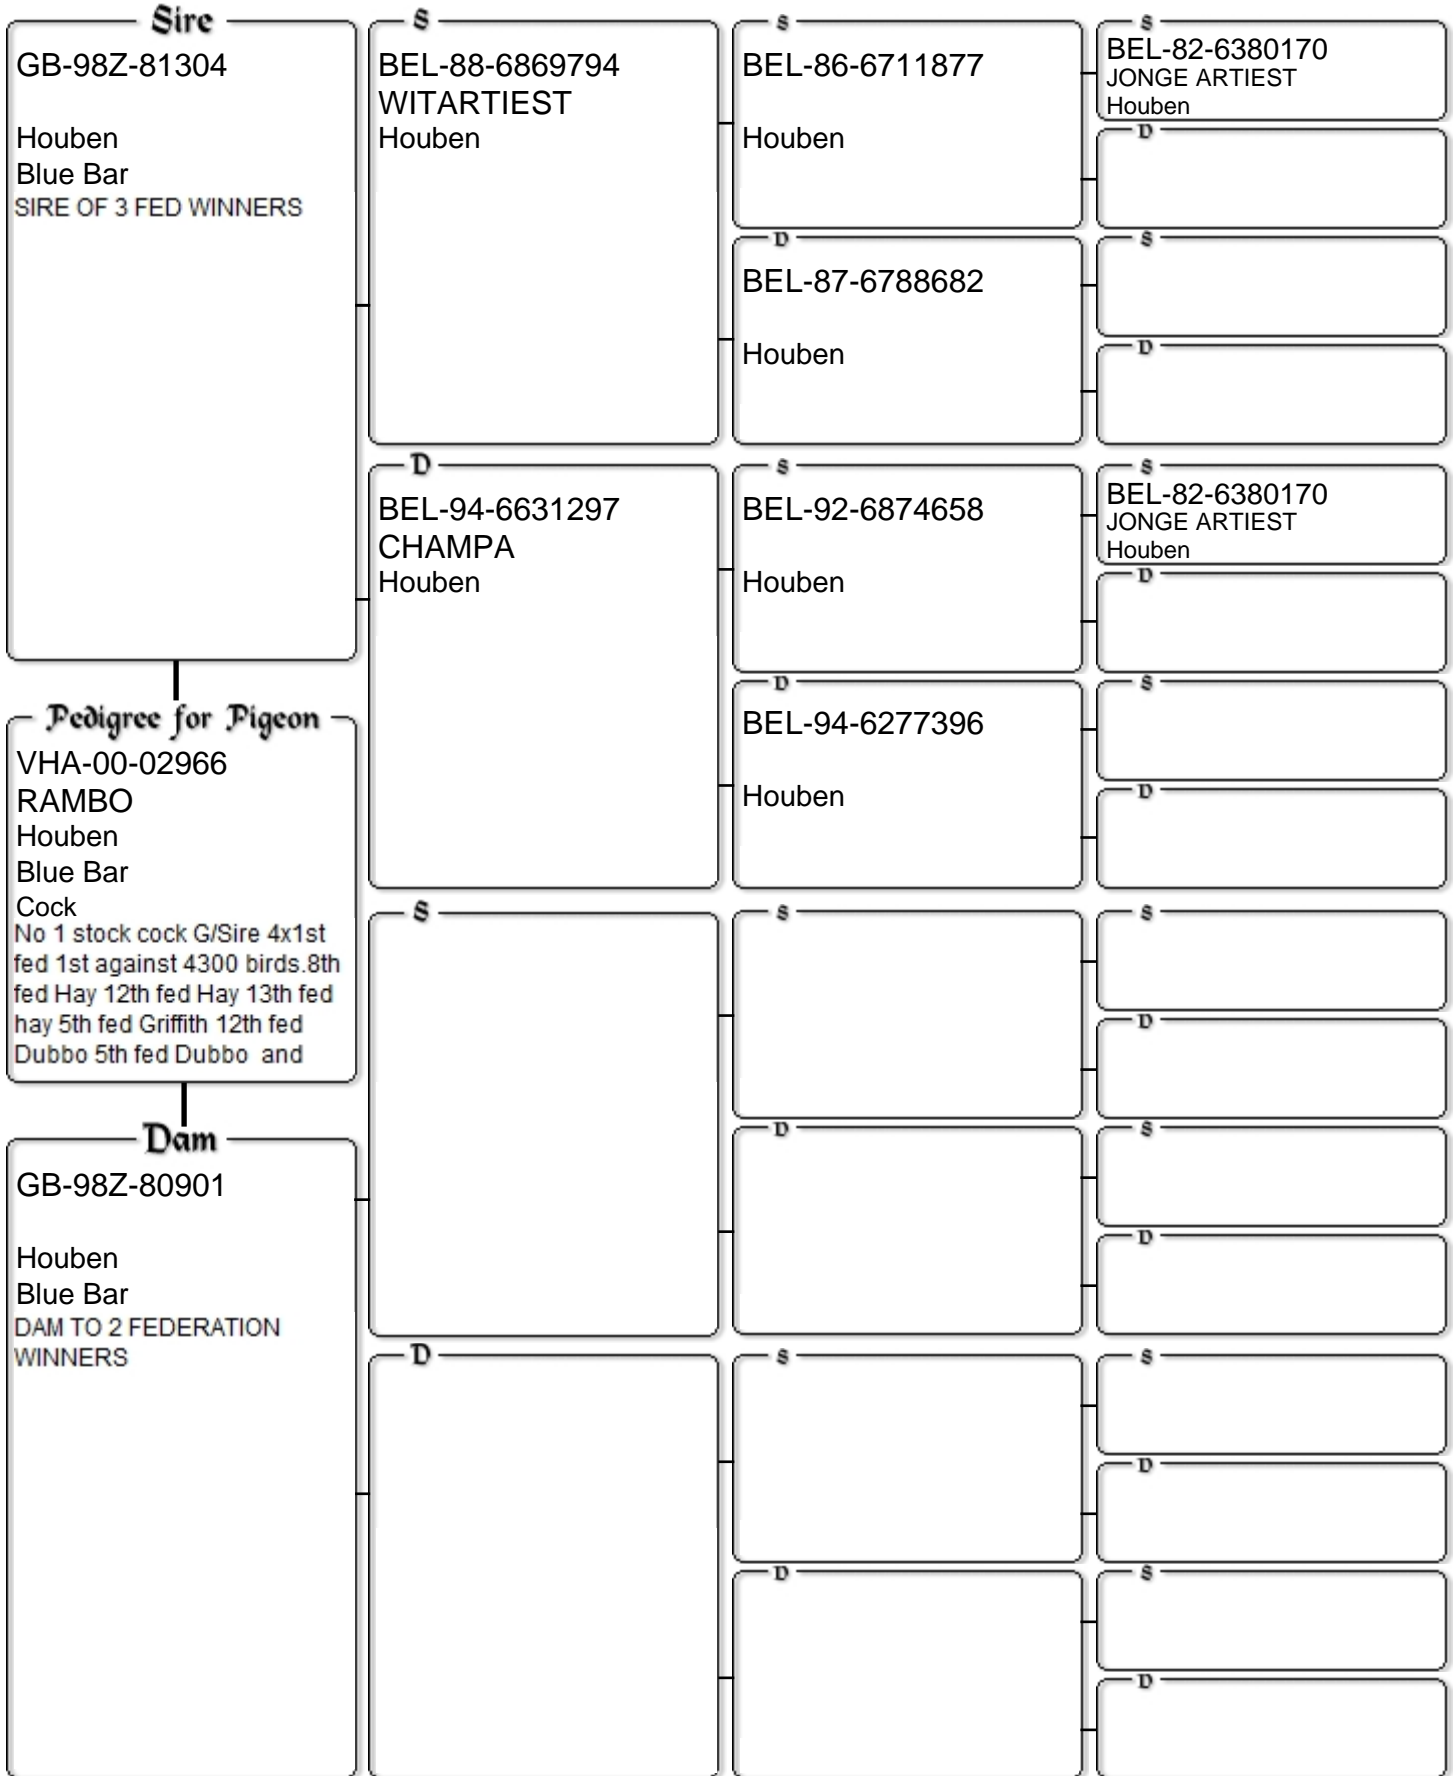 Sire
GB-98Z-81304
Houben
Blue Bar
SIRE OF 3 FED WINNERS
Pedigree for Pigeon
VHA-00-02966
RAMBO
Houben
Blue Bar
Cock
No 1 stock cock G/Sire 4x1st
fed 1st against 4300 birds.8th
fed Hay 12th fed Hay 13th fed
hay 5th fed Griffith 12th fed
Dubbo 5th fed Dubbo  and
Dam
GB-98Z-80901
Houben
Blue Bar
DAM TO 2 FEDERATION
WINNERS
S
BEL-88-6869794
WITARTIEST
Houben
D
BEL-94-6631297
CHAMPA
Houben
S
D
S
BEL-86-6711877
Houben
D
BEL-87-6788682
Houben
S
BEL-92-6874658
Houben
D
BEL-94-6277396
Houben
S
D
S
D
S
BEL-82-6380170
JONGE ARTIEST
Houben
D
S
D
S
BEL-82-6380170
JONGE ARTIEST
Houben
D
S
D
S
D
S
D
S
D
S
D